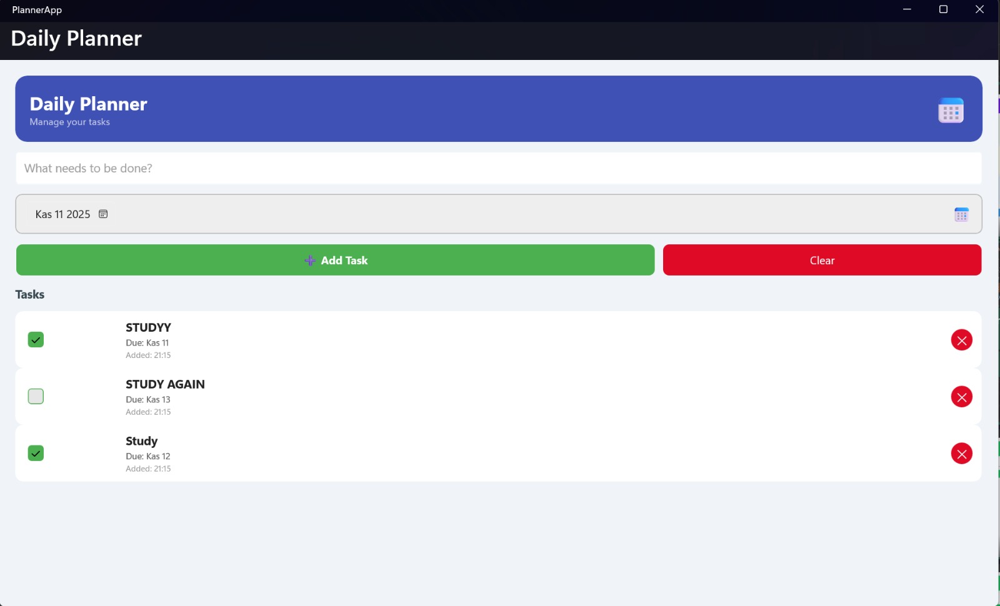 PlannerApp
Daily Planner
Daily Planner
Manage your tasks
What needs to be done?
Kas 11 2025
Add Task
Clear
Tasks
STUDYY
Due: Kas 11
Added: 21:15
STUDY AGAIN
Due: Kas 13
Added: 21:15
Study
Due: Kas 12
Added: 21:15